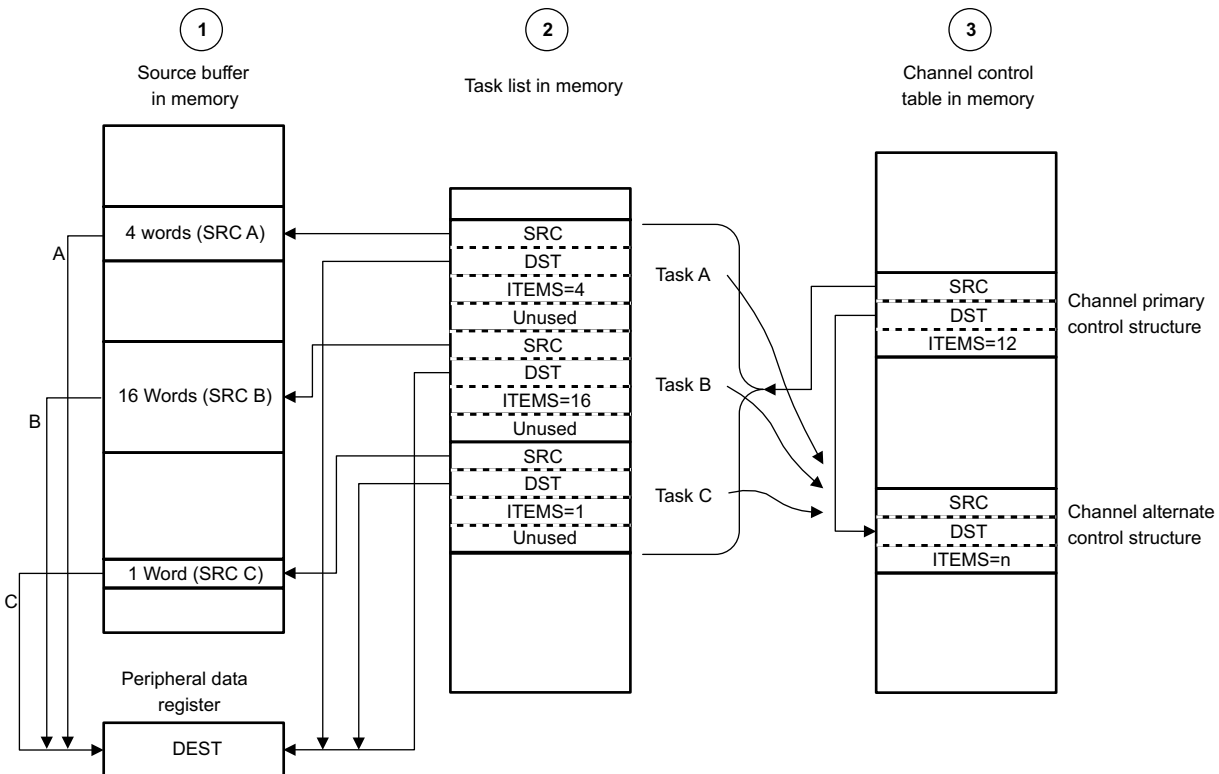 1
Source buffer
in memory
4 words (SRC A)
16 Words (SRC B)
1 Word (SRC C)
A
B
C
Peripheral data
register
DEST
2
Task list in memory
SRC
DST
ITEMS=4
Unused
SRC
DST
ITEMS=16
Unused
SRC
DST
ITEMS=1
Unused
Task A
Task B
Task C
3
Channel control
table in memory
SRC
DST
ITEMS=12
Channel primary
control structure
SRC
DST
ITEMS=n
Channel alternate
control structure